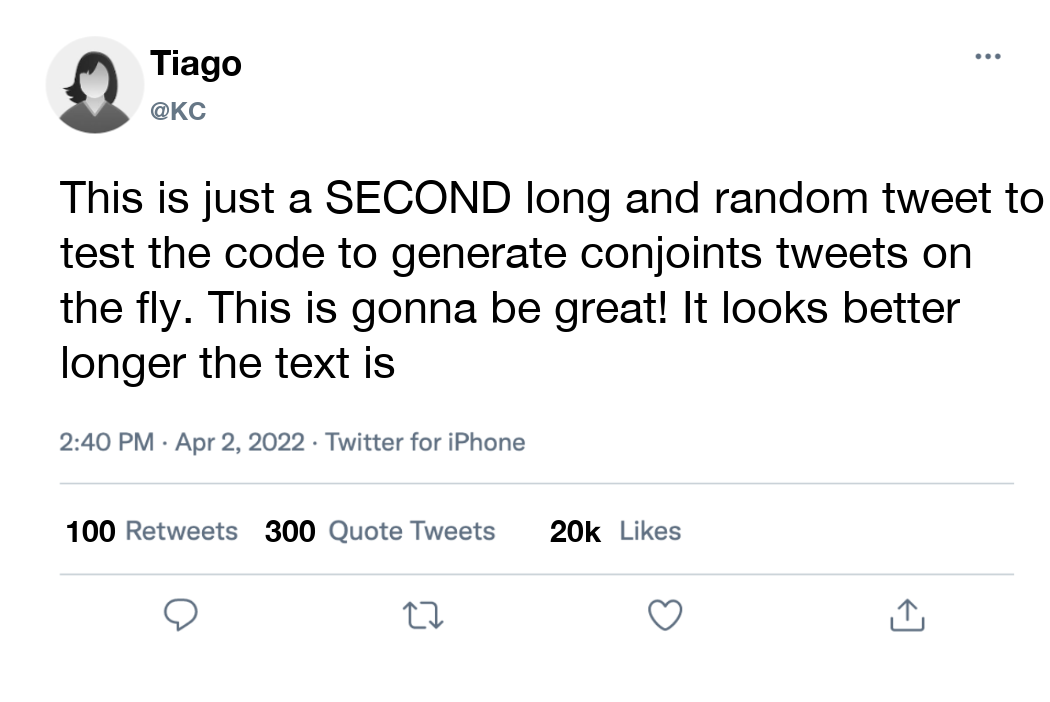 Tiago
@KC
This is just a SECOND long and random tweet to
test the code to generate conjoints tweets on
the fly. This is gonna be great! It looks better
longer the text is
2:40 PM · Apr 2, 2022 · Twitter for iPhone
100 Retweets 300 Quote Tweets 20k Likes